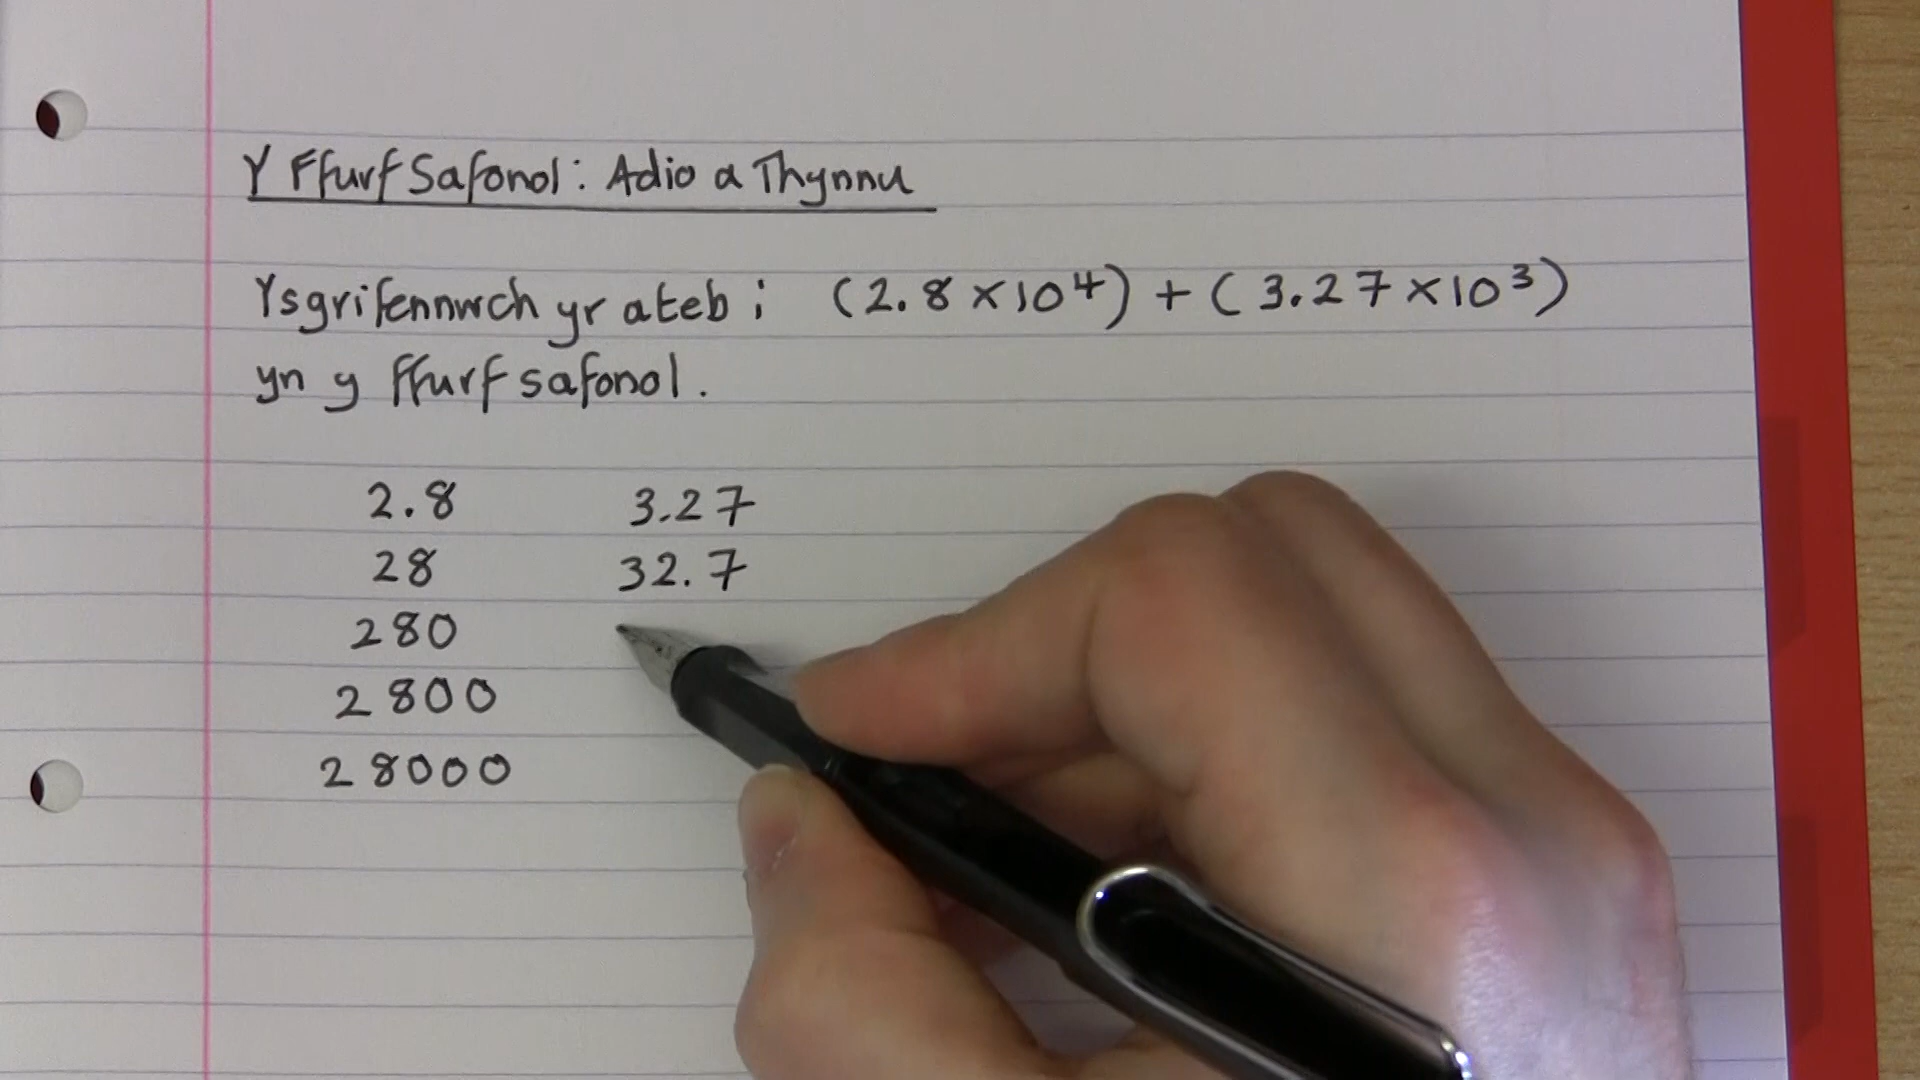 Y Ffurf Safonol: Adio a Thynnu
Ysgrifennwch yr ateb i (2.8 × 10⁴) + (3.27 × 10³)
yn y ffurf safonol.
2.8 3.27
28 32.7
280
2800
28000